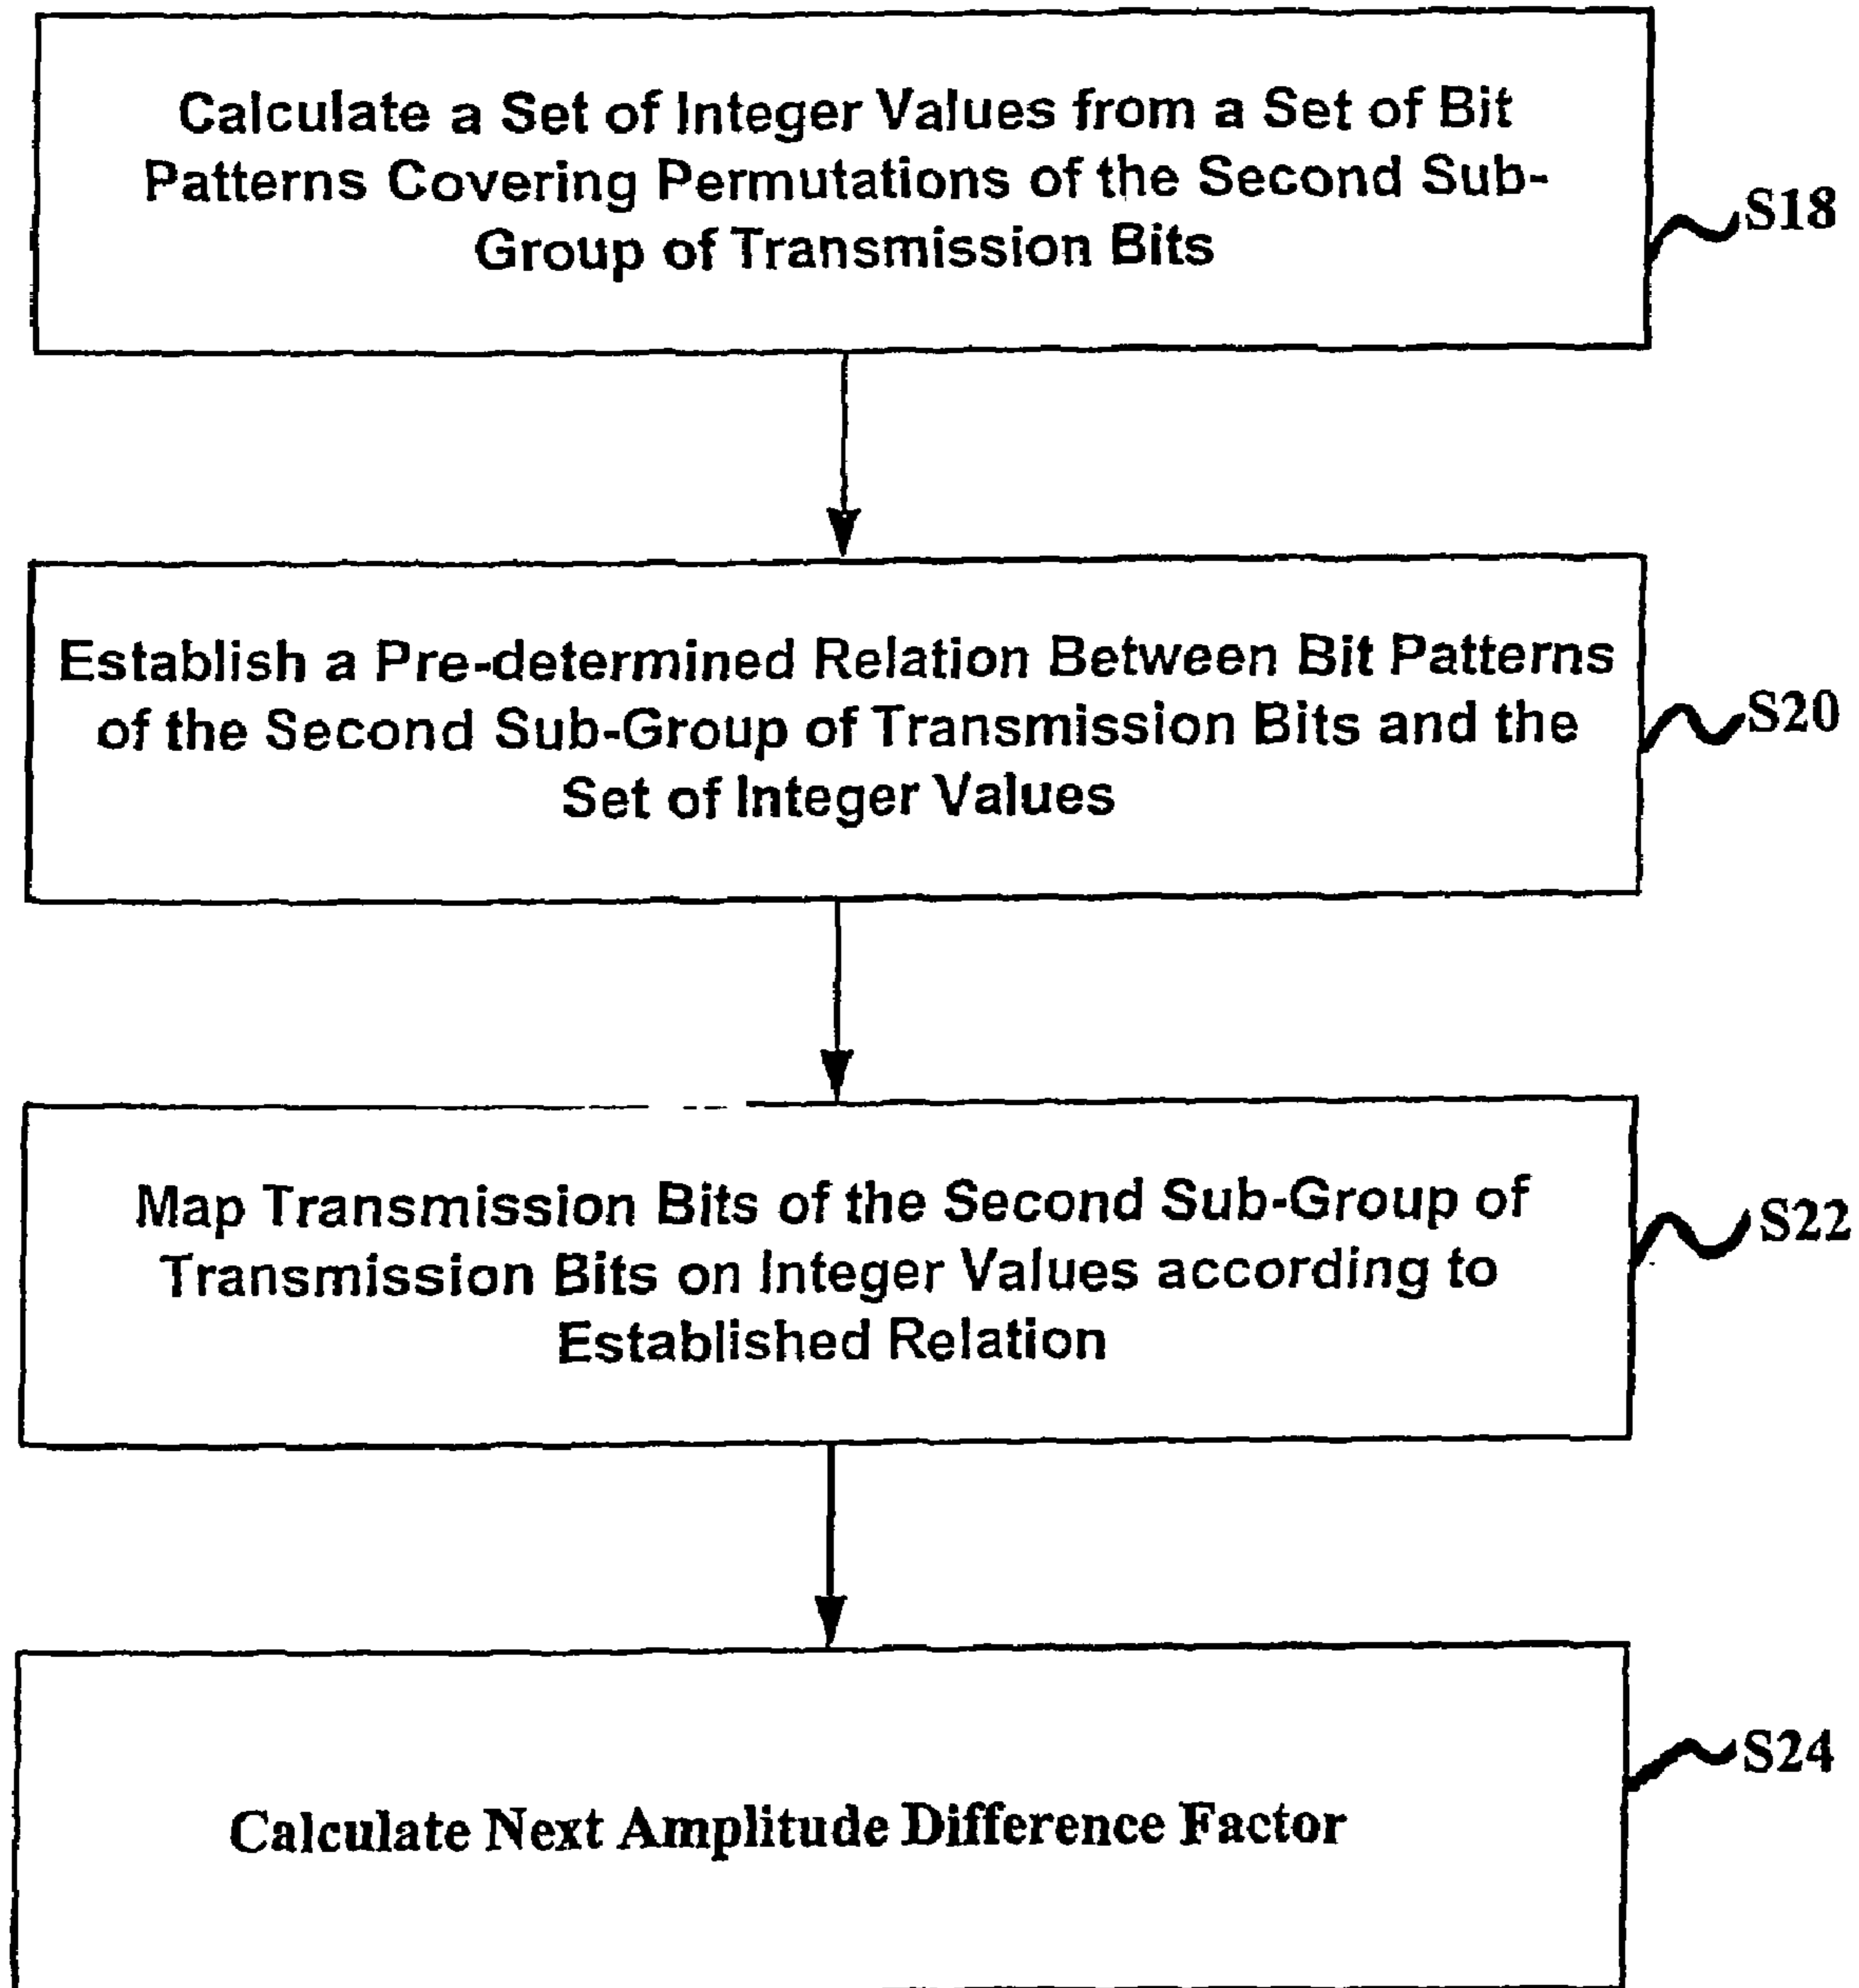 Calculate a Set of Integer Values from a Set of Bit
Patterns Covering Permutations of the Second Sub-
Group of Transmission Bits
S18
Establish a Pre-determined Relation Between Bit Patterns
of the Second Sub-Group of Transmission Bits and the
Set of Integer Values
S20
Map Transmission Bits of the Second Sub-Group of
Transmission Bits on Integer Values according to
Established Relation
S22
Calculate Next Amplitude Difference Factor
S24